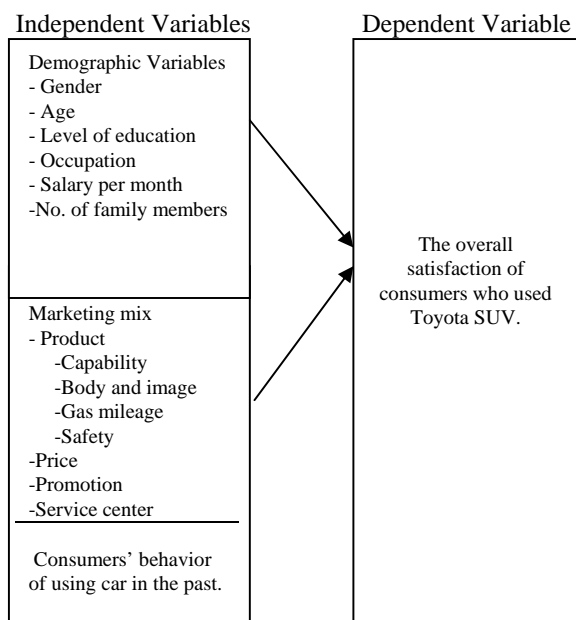 Independent Variables
Dependent Variable
Demographic Variables
- Gender
- Age
- Level of education
- Occupation
- Salary per month
-No. of family members
Marketing mix
- Product
-Capability
-Body and image
-Gas mileage
-Safety
-Price
-Promotion
-Service center
Consumers’ behavior
of using car in the past.
The overall
satisfaction of
consumers who used
Toyota SUV.